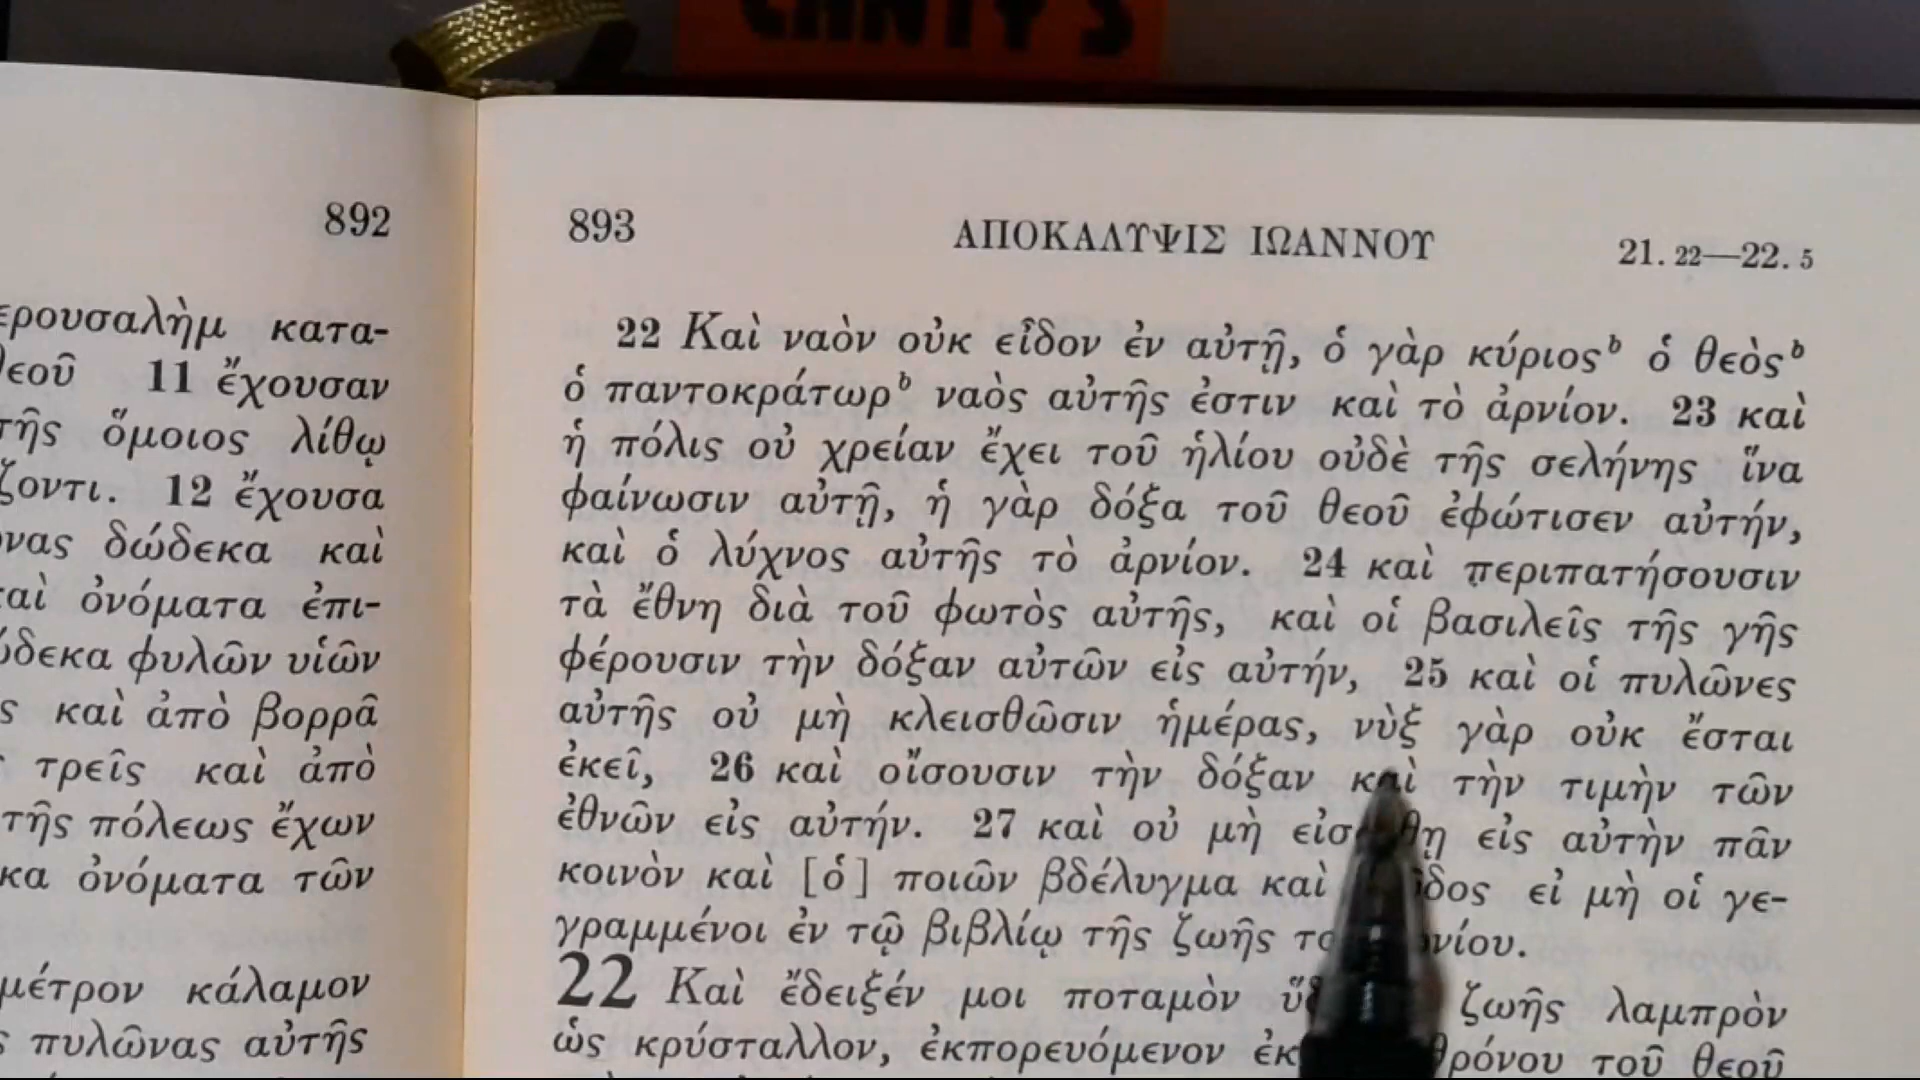 CANTY'S
892
ερουσαλὴμ κατα-
θεοῦ 11 ἔχουσαν
τῆς ὅμοιος λίθῳ
ζοντι. 12 ἔχουσα
νας δώδεκα καὶ
καὶ ὀνόματα ἐπι-
ώδεκα φυλῶν υἱῶν
ς καὶ ἀπὸ βορρᾶ
τρεῖς καὶ ἀπὸ
τῆς πόλεως ἔχων
κα ὀνόματα τῶν
μέτρον κάλαμον
ς πυλῶνας αὐτῆς
893 ΑΠΟΚΑΛΥΨΙΣ ΙΩΑΝΝΟΥ 21. 22—22. 5
22 Καὶ ναὸν οὐκ εἶδον ἐν αὐτῇ, ὁ γὰρ κύριοςᵇ ὁ θεὸςᵇ
ὁ παντοκράτωρᵇ ναὸς αὐτῆς ἐστιν καὶ τὸ ἀρνίον. 23 καὶ
ἡ πόλις οὐ χρείαν ἔχει τοῦ ἡλίου οὐδὲ τῆς σελήνης ἵνα
φαίνωσιν αὐτῇ, ἡ γὰρ δόξα τοῦ θεοῦ ἐφώτισεν αὐτήν,
καὶ ὁ λύχνος αὐτῆς τὸ ἀρνίον. 24 καὶ περιπατήσουσιν
τὰ ἔθνη διὰ τοῦ φωτὸς αὐτῆς, καὶ οἱ βασιλεῖς τῆς γῆς
φέρουσιν τὴν δόξαν αὐτῶν εἰς αὐτήν, 25 καὶ οἱ πυλῶνες
αὐτῆς οὐ μὴ κλεισθῶσιν ἡμέρας, νὺξ γὰρ οὐκ ἔσται
ἐκεῖ, 26 καὶ οἴσουσιν τὴν δόξαν καὶ τὴν τιμὴν τῶν
ἐθνῶν εἰς αὐτήν. 27 καὶ οὐ μὴ εἰς αὐτὴν πᾶν
κοινὸν καὶ [ὁ] ποιῶν βδέλυγμα καὶ εἰ μὴ οἱ γε-
γραμμένοι ἐν τῷ βιβλίῳ τῆς ζωῆς
22 Καὶ ἔδειξέν μοι ποταμὸν ζωῆς λαμπρὸν
ὡς κρύσταλλον, ἐκπορευόμενον ἐκ θρόνου τοῦ θεοῦ